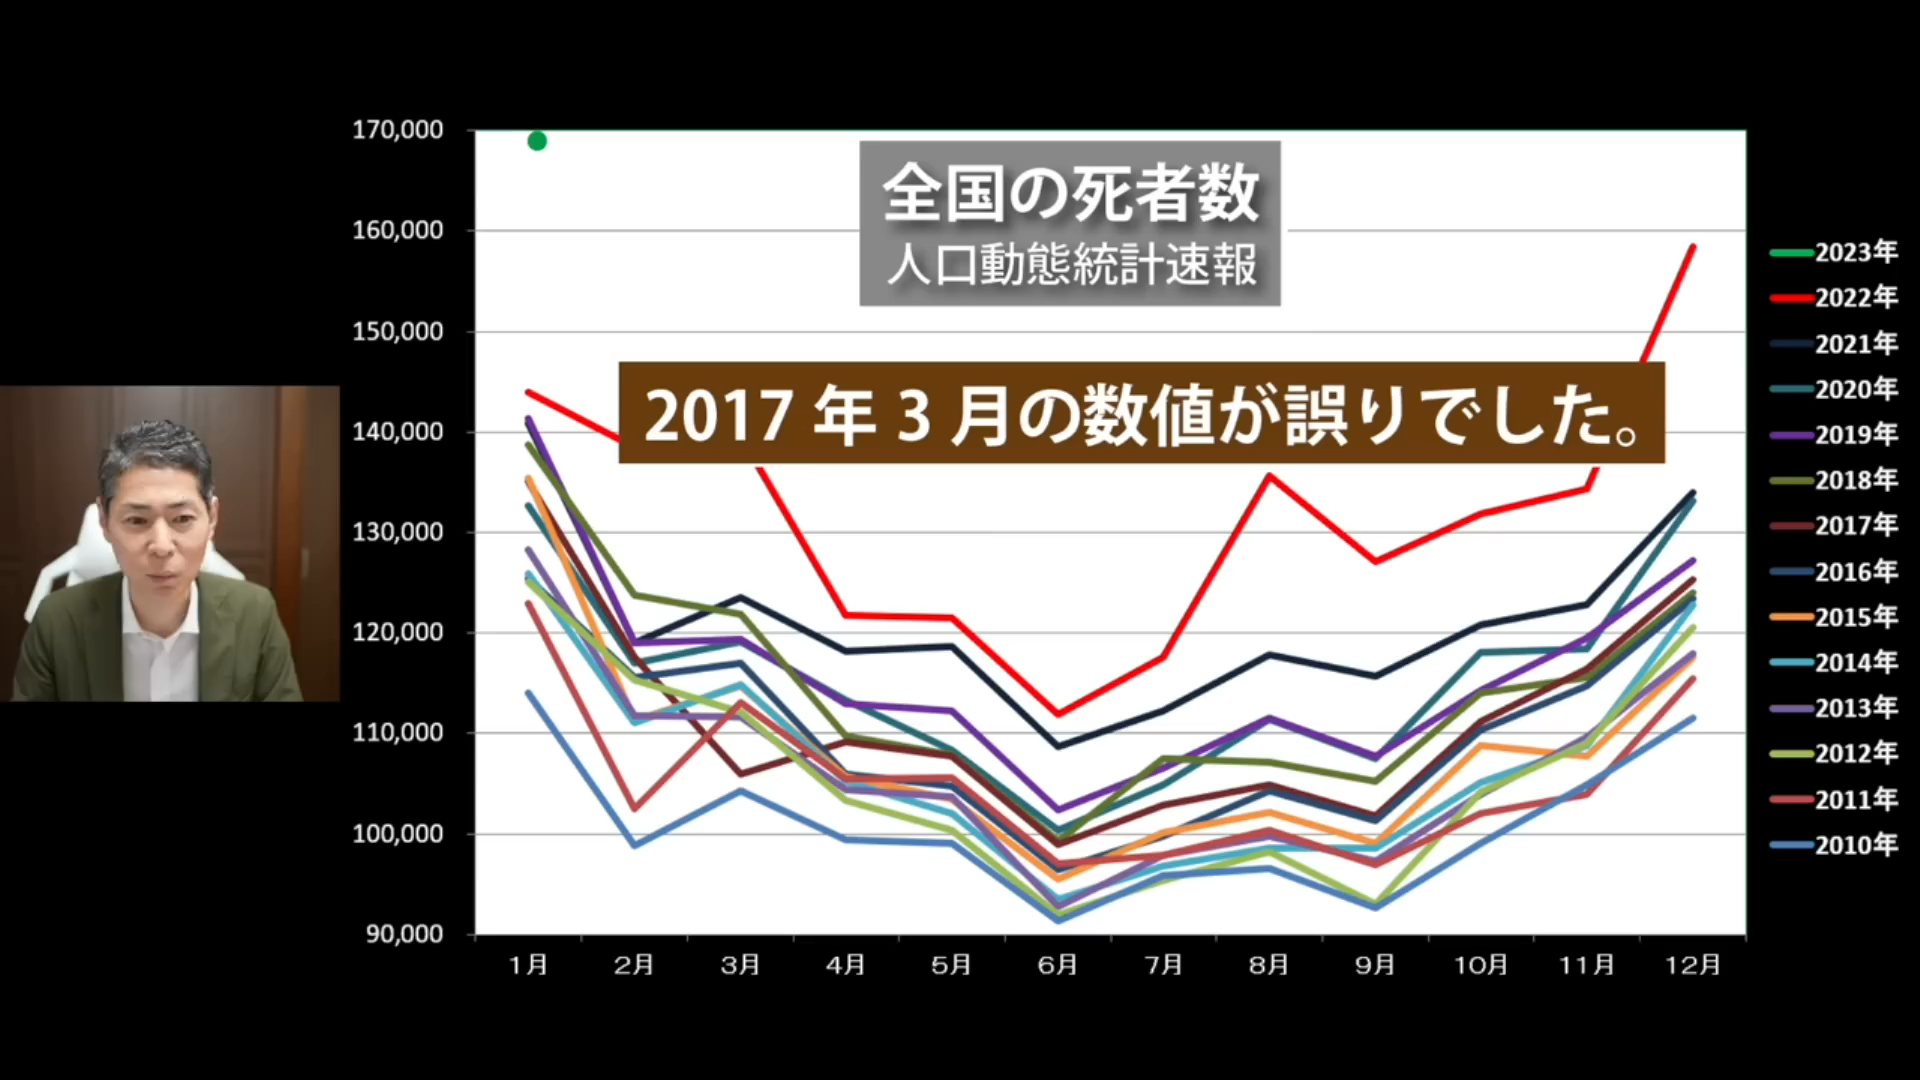 全国の死者数
人口動態統計速報
2017年3月の数値が誤りでした。
170,000
160,000
150,000
140,000
130,000
120,000
110,000
100,000
90,000
1月 2月 3月 4月 5月 6月 7月 8月 9月 10月 11月 12月
2023年
2022年
2021年
2020年
2019年
2018年
2017年
2016年
2015年
2014年
2013年
2012年
2011年
2010年